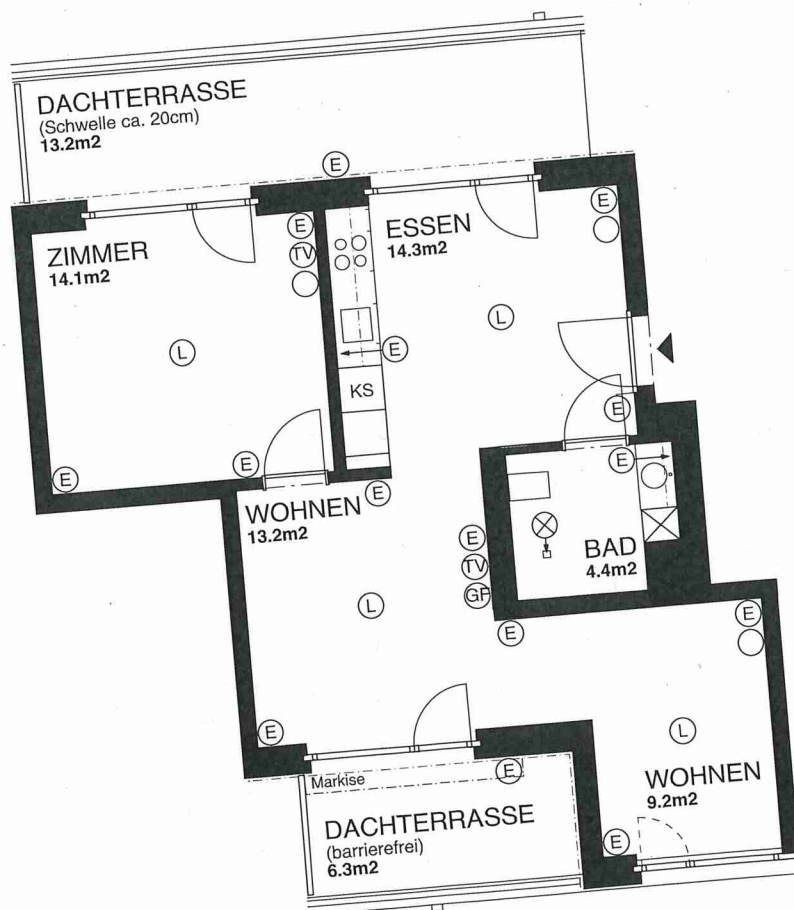 DACHTERRASSE
(Schwelle ca. 20cm)
13.2m2
E
ESSEN
14.3m2
E
ZIMMER
14.1m2
E
TV
L
L
E
KS
E
E
E
E
E
WOHNEN
13.2m2
E
TV
GF
BAD
4.4m2
L
E
E
E
L
Markise
E
WOHNEN
9.2m2
DACHTERRASSE
(barrierefrei)
6.3m2
E